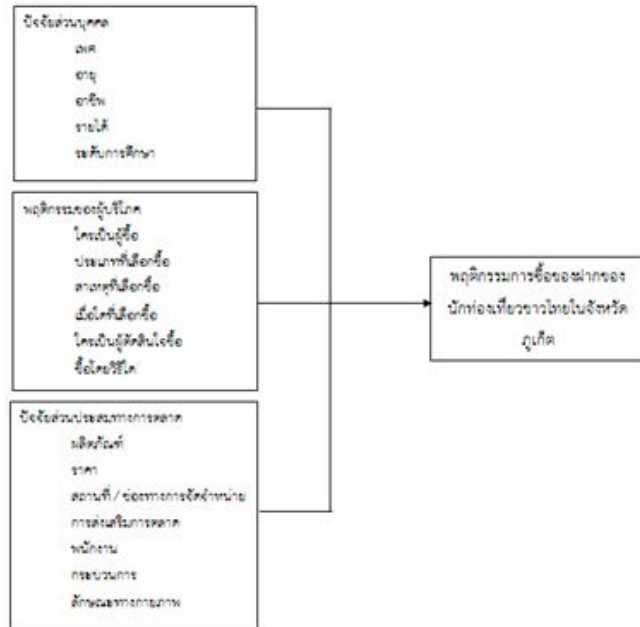 ปัจจัยส่วนบุคคล
เพศ
อายุ
อาชีพ
รายได้
ระดับการศึกษา
พฤติกรรมของผู้บริโภค
ใครเป็นผู้ซื้อ
ประเภทที่เลือกซื้อ
สาเหตุที่เลือกซื้อ
เมื่อใดที่เลือกซื้อ
ใครเป็นผู้ตัดสินใจซื้อ
ซื้อโดยวิธีใด
พฤติกรรมการซื้อของฝากของ
นักท่องเที่ยวชาวไทยในจังหวัด
ภูเก็ต
ปัจจัยส่วนประสมทางการตลาด
ผลิตภัณฑ์
ราคา
สถานที่ / ช่องทางการจัดจำหน่าย
การส่งเสริมการตลาด
พนักงาน
กระบวนการ
ลักษณะทางกายภาพ